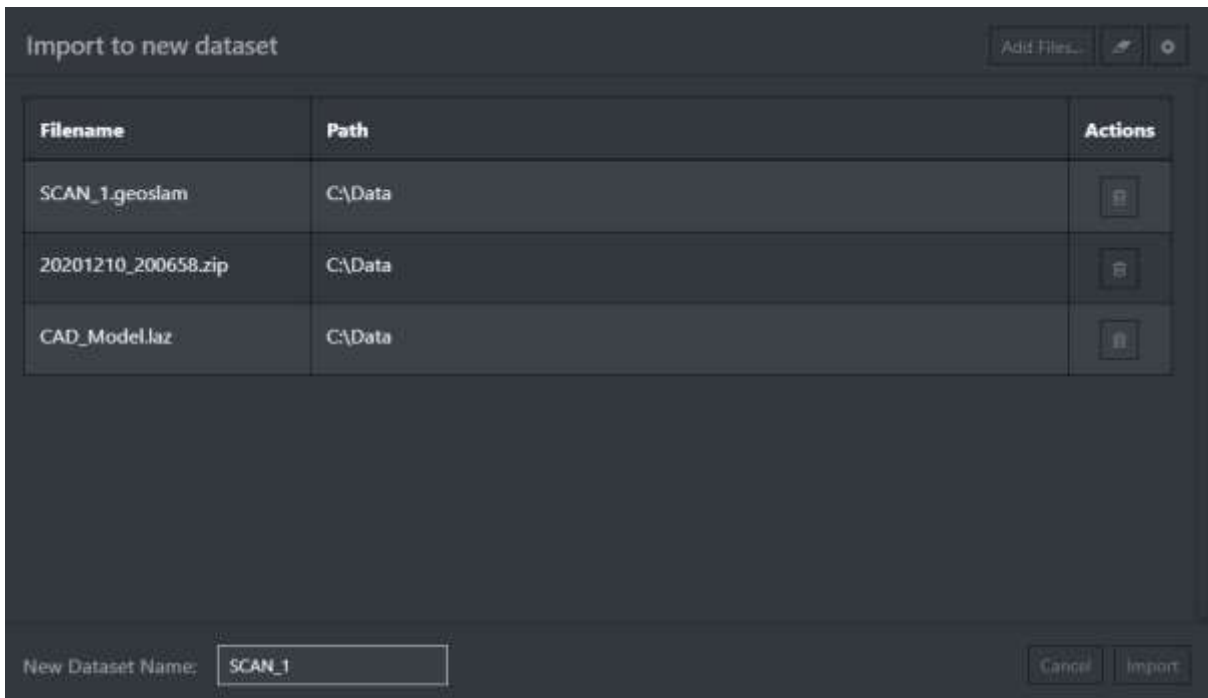 Import to new dataset
Add Files...
Filename Path Actions
SCAN_1.geoslam C:\Data
20201210_200658.zip C:\Data
CAD_Model.laz C:\Data
New Dataset Name: SCAN_1 Cancel Import